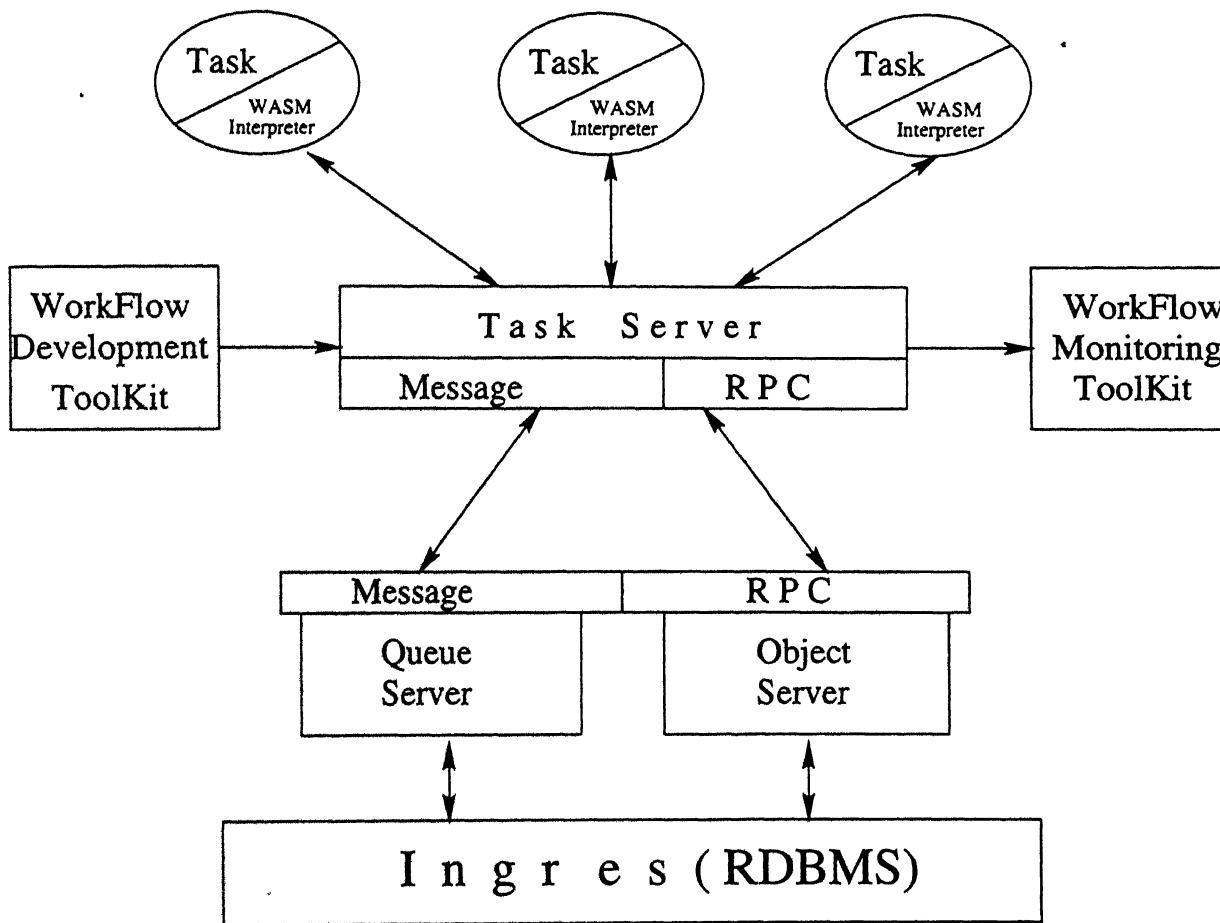 Task
WASM
Interpreter
Task
WASM
Interpreter
Task
WASM
Interpreter
WorkFlow
Development
ToolKit
Task Server
Message
RPC
WorkFlow
Monitoring
ToolKit
Message
RPC
Queue
Server
Object
Server
Ingres (RDBMS)